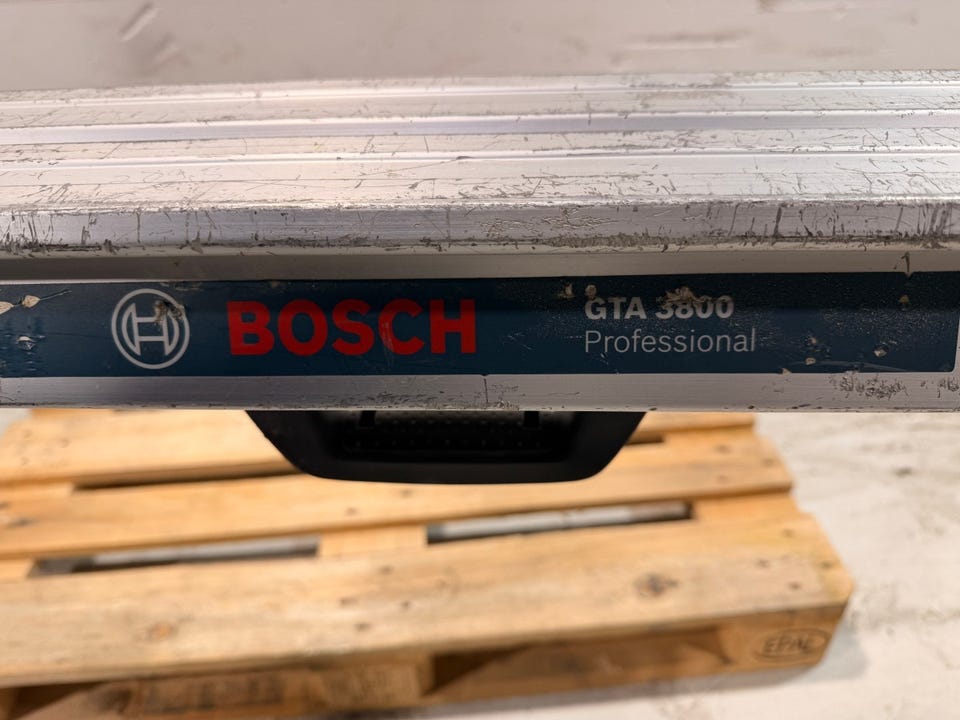 BOSCH
GTA 3800
Professional
EPAL